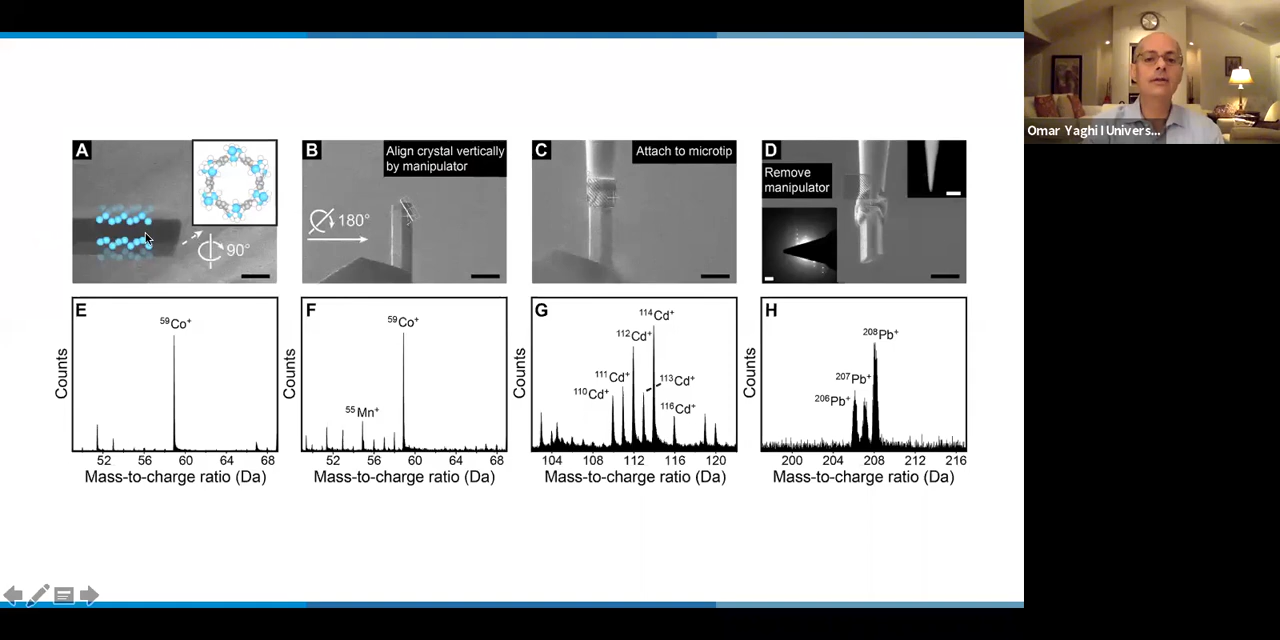 A
90°
B
Align crystal vertically
by manipulator
180°
C
Attach to microtip
D
Remove
manipulator
Omar Yaghi I Univers...
E
⁵⁹Co⁺
Counts
52 56 60 64 68
Mass-to-charge ratio (Da)
F
⁵⁹Co⁺
⁵⁵Mn⁺
Counts
52 56 60 64 68
Mass-to-charge ratio (Da)
G
¹¹⁴Cd⁺
¹¹²Cd⁺
¹¹¹Cd⁺
¹¹³Cd⁺
¹¹⁰Cd⁺
¹¹⁶Cd⁺
Counts
104 108 112 116 120
Mass-to-charge ratio (Da)
H
²⁰⁸Pb⁺
²⁰⁷Pb⁺
²⁰⁶Pb⁺
Counts
200 204 208 212 216
Mass-to-charge ratio (Da)